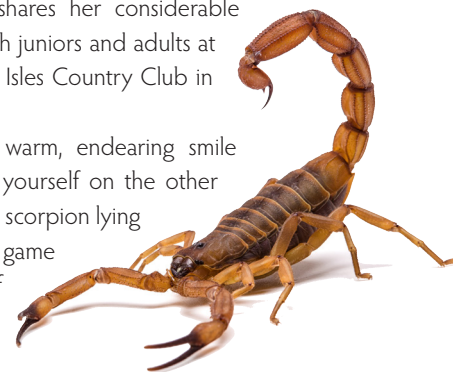 shares her considerable
juniors and adults at
Isles Country Club in
warm, endearing smile
yourself on the other
scorpion lying
game